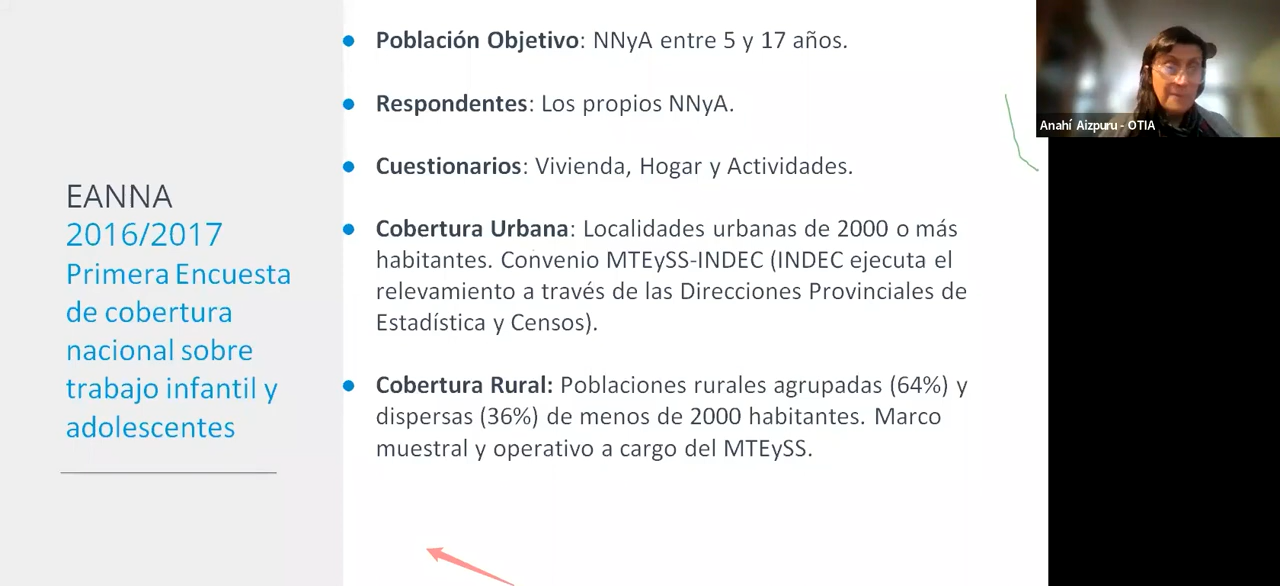 EANNA
2016/2017
Primera Encuesta
de cobertura
nacional sobre
trabajo infantil y
adolescentes
Población Objetivo: NNyA entre 5 y 17 años.
Respondentes: Los propios NNyA.
Cuestionarios: Vivienda, Hogar y Actividades.
Cobertura Urbana: Localidades urbanas de 2000 o más
habitantes. Convenio MTEySS-INDEC (INDEC ejecuta el
relevamiento a través de las Direcciones Provinciales de
Estadística y Censos).
Cobertura Rural: Poblaciones rurales agrupadas (64%) y
dispersas (36%) de menos de 2000 habitantes. Marco
muestral y operativo a cargo del MTEySS.
Anahí Aizpuru - OTIA